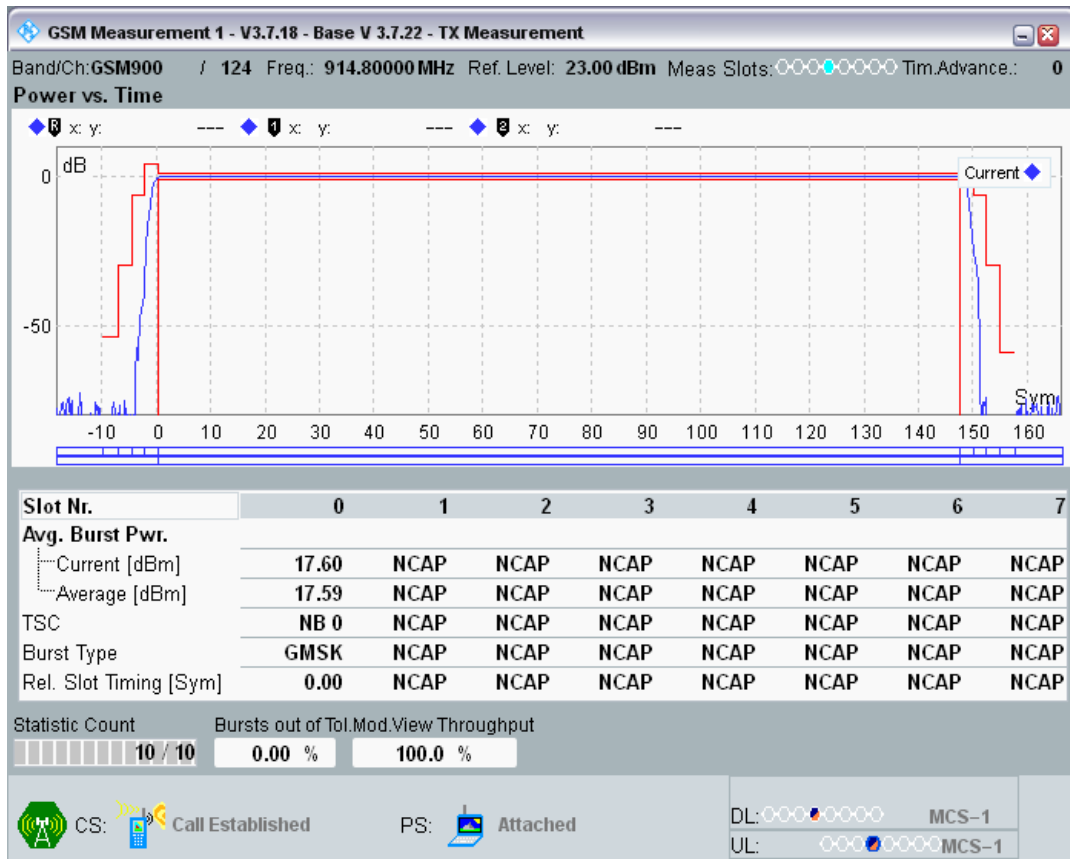 GSM Measurement 1 - V3.7.18 - Base V 3.7.22 - TX Measurement
Band/Ch:GSM900 / 124 Freq.: 914.80000 MHz Ref. Level: 23.00 dBm Meas Slots: Tim.Advance.: 0
Power vs. Time
R x: y: --- 1 x: y: --- 2 x: y: ---
dB
Current
0
-50
Sym
-10 0 10 20 30 40 50 60 70 80 90 100 110 120 130 140 150 160
Slot Nr. 0 1 2 3 4 5 6 7
Avg. Burst Pwr.
Current [dBm] 17.60 NCAP NCAP NCAP NCAP NCAP NCAP NCAP
Average [dBm] 17.59 NCAP NCAP NCAP NCAP NCAP NCAP NCAP
TSC NB 0 NCAP NCAP NCAP NCAP NCAP NCAP NCAP
Burst Type GMSK NCAP NCAP NCAP NCAP NCAP NCAP NCAP
Rel. Slot Timing [Sym] 0.00 NCAP NCAP NCAP NCAP NCAP NCAP NCAP
Statistic Count Bursts out of Tol. Mod.View Throughput
10 / 10 0.00 % 100.0 %
CS: Call Established PS: Attached
DL: MCS-1
UL: MCS-1